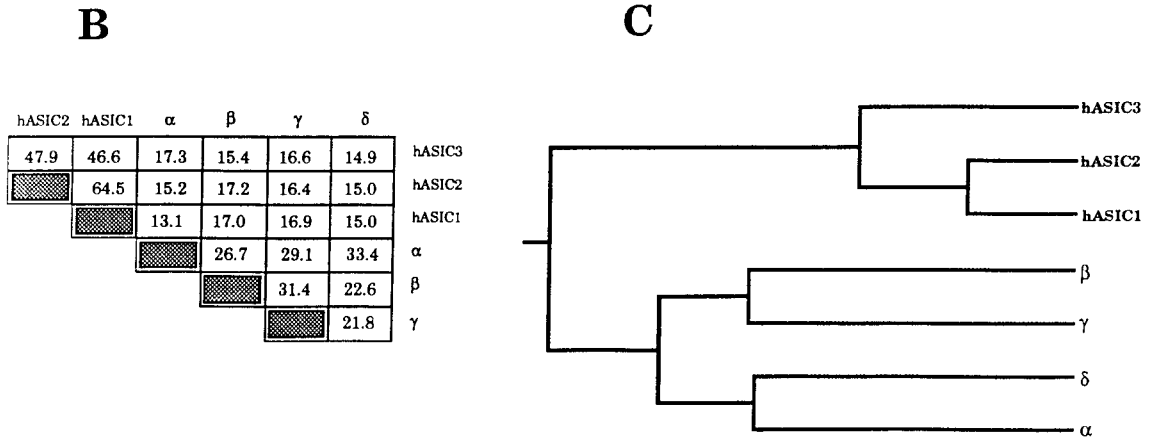 B
hASIC2 hASIC1 α β γ δ
47.9 46.6 17.3 15.4 16.6 14.9 hASIC3
64.5 15.2 17.2 16.4 15.0 hASIC2
13.1 17.0 16.9 15.0 hASIC1
26.7 29.1 33.4 α
31.4 22.6 β
21.8 γ
C
hASIC3
hASIC2
hASIC1
β
γ
δ
α